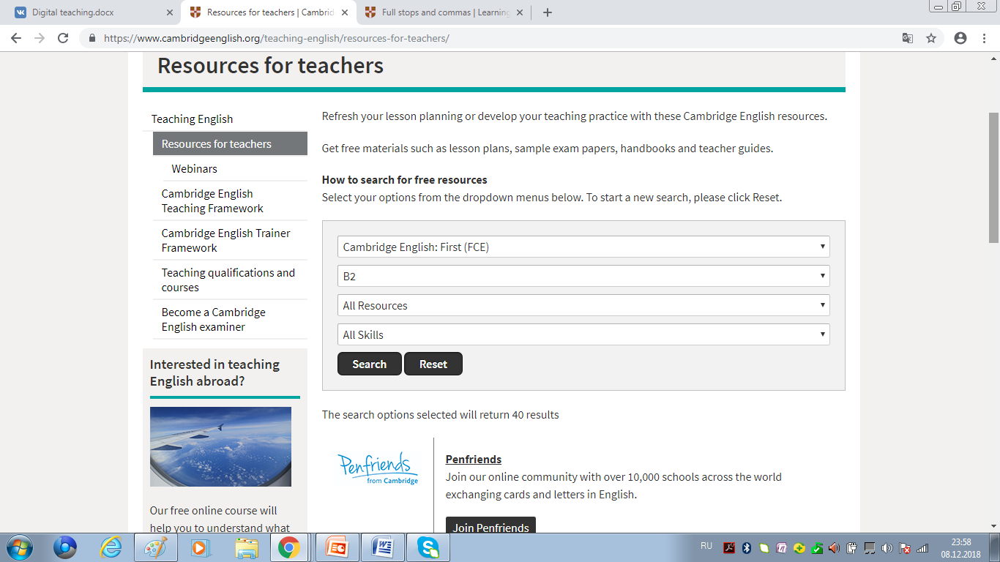 Digital teaching.docx
Resources for teachers | Cambrid
Full stops and commas | Learning
https://www.cambridgeenglish.org/teaching-english/resources-for-teachers/
Resources for teachers
Teaching English
Resources for teachers
Webinars
Cambridge English
Teaching Framework
Cambridge English Trainer
Framework
Teaching qualifications and
courses
Become a Cambridge
English examiner
Interested in teaching
English abroad?
Our free online course will
help you to understand what
Refresh your lesson planning or develop your teaching practice with these Cambridge English resources.
Get free materials such as lesson plans, sample exam papers, handbooks and teacher guides.
How to search for free resources
Select your options from the dropdown menus below. To start a new search, please click Reset.
Cambridge English: First (FCE)
B2
All Resources
All Skills
Search Reset
The search options selected will return 40 results
Penfriends
from Cambridge
Penfriends
Join our online community with over 10,000 schools across the world
exchanging cards and letters in English.
Join Penfriends
RU
23:58
08.12.2018